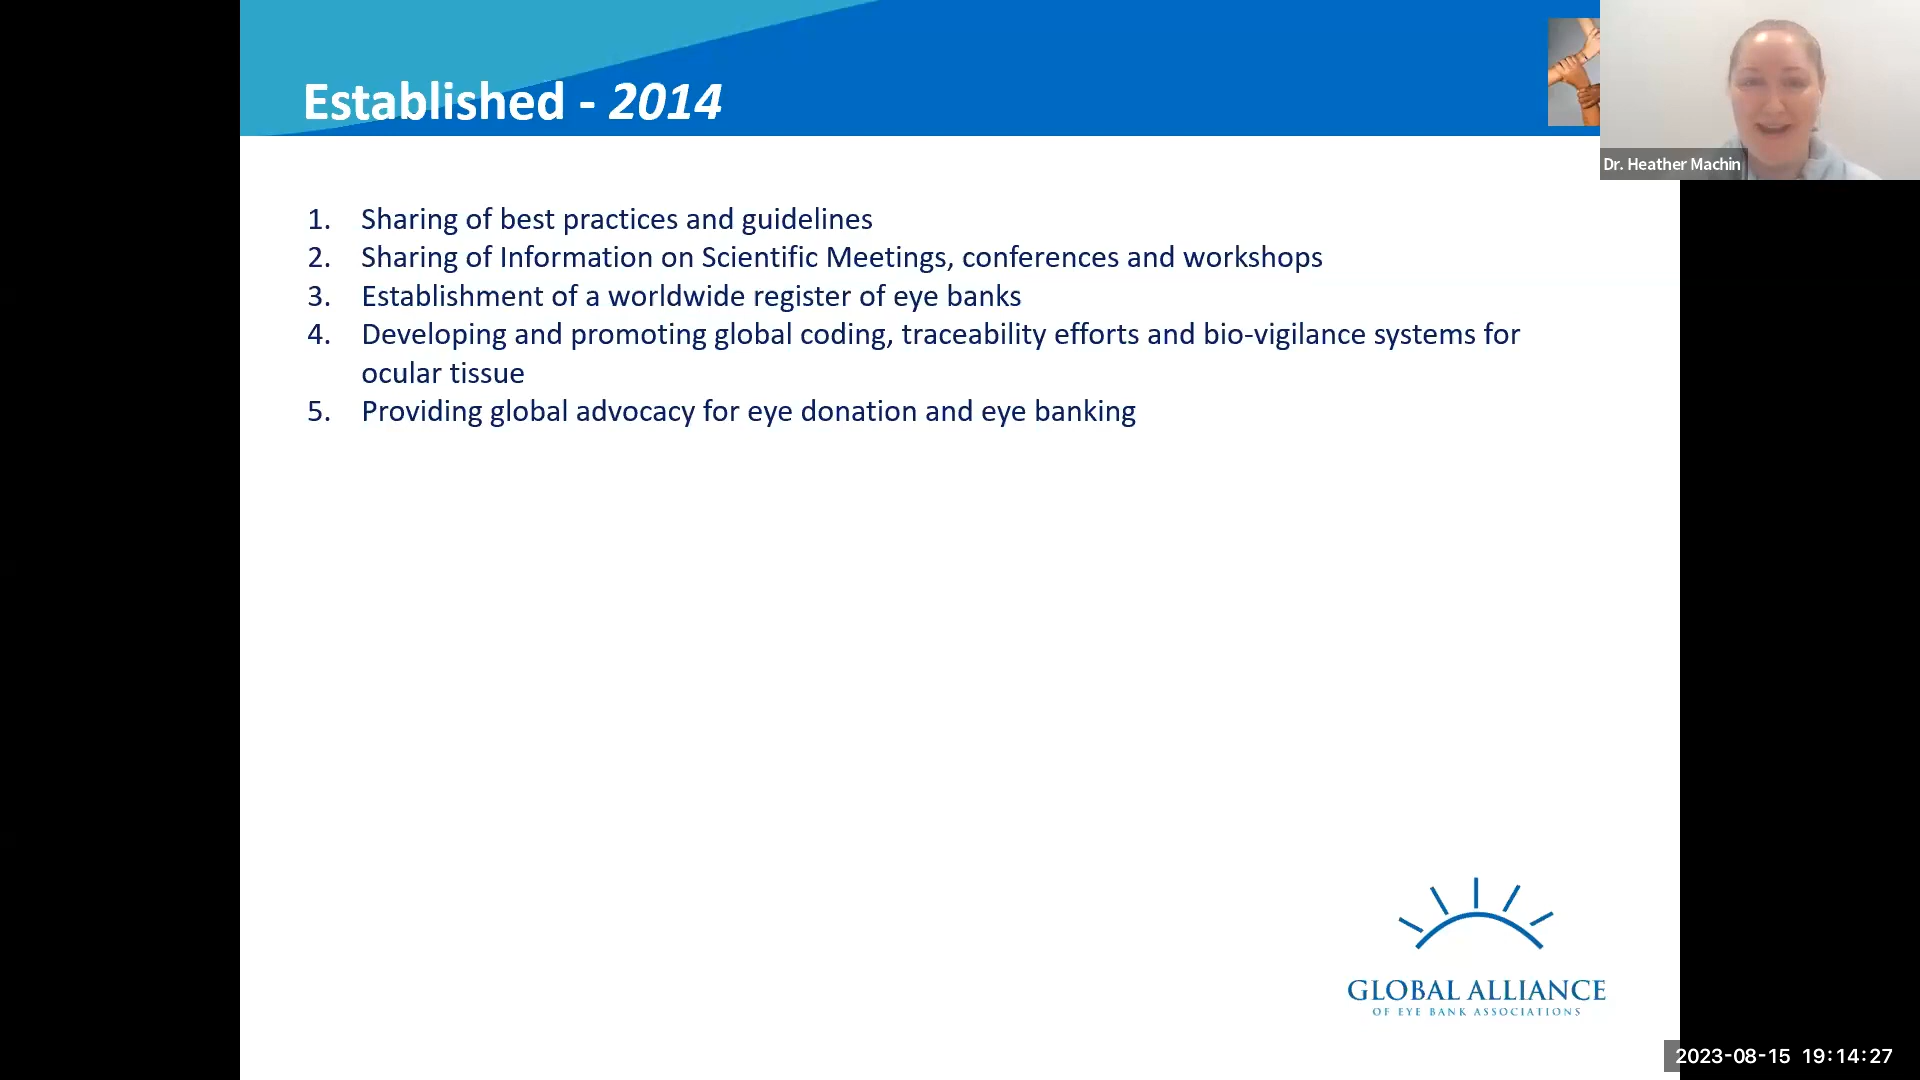 Established - 2014
Dr. Heather Machin
1. Sharing of best practices and guidelines
2. Sharing of Information on Scientific Meetings, conferences and workshops
3. Establishment of a worldwide register of eye banks
4. Developing and promoting global coding, traceability efforts and bio-vigilance systems for
ocular tissue
5. Providing global advocacy for eye donation and eye banking
GLOBAL ALLIANCE
OF EYE BANK ASSOCIATIONS
2023-08-15 19:14:27